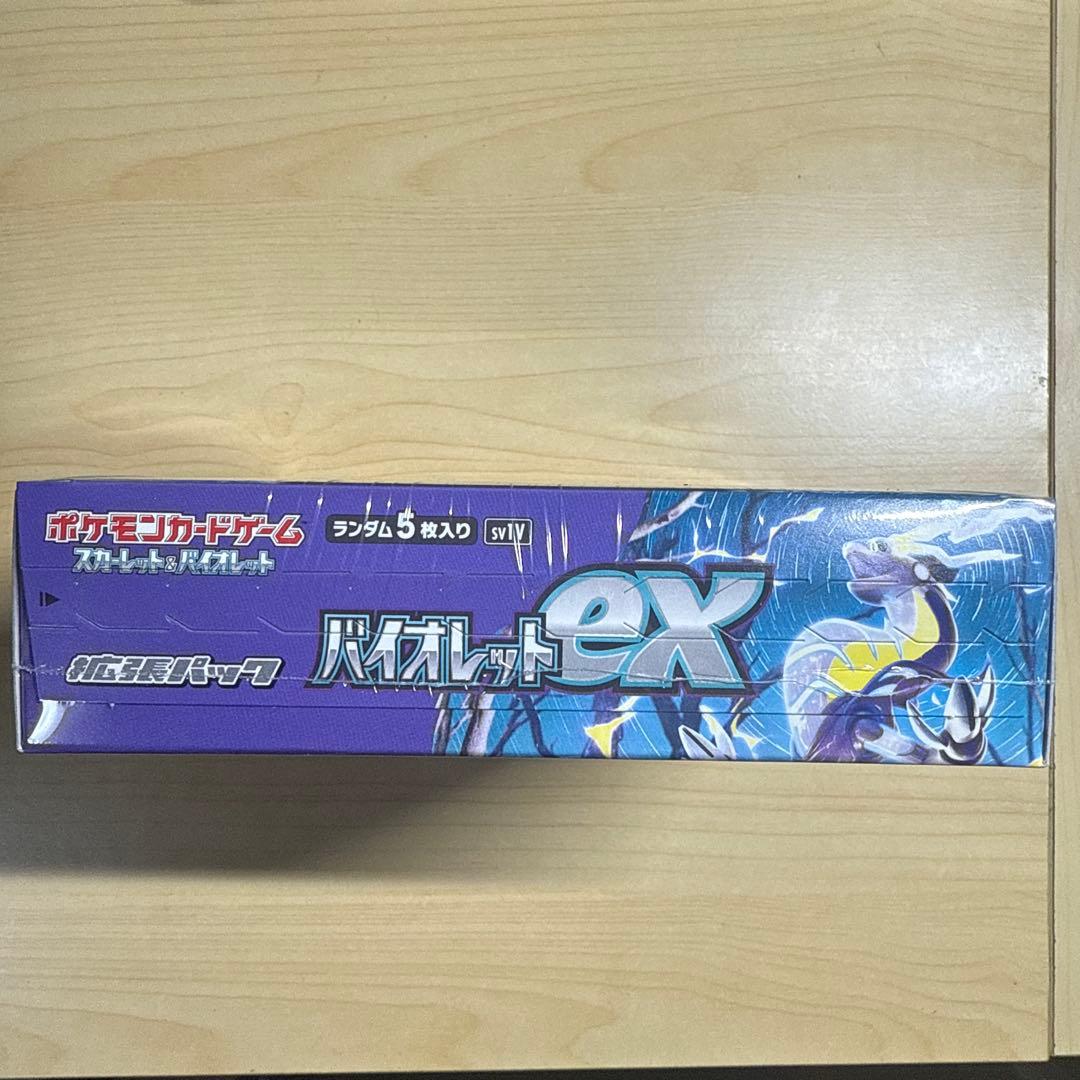 ポケモンカードゲーム
スカーレット&バイオレット
ランダム5枚入り
SV1V
拡張パック
バイオレットex